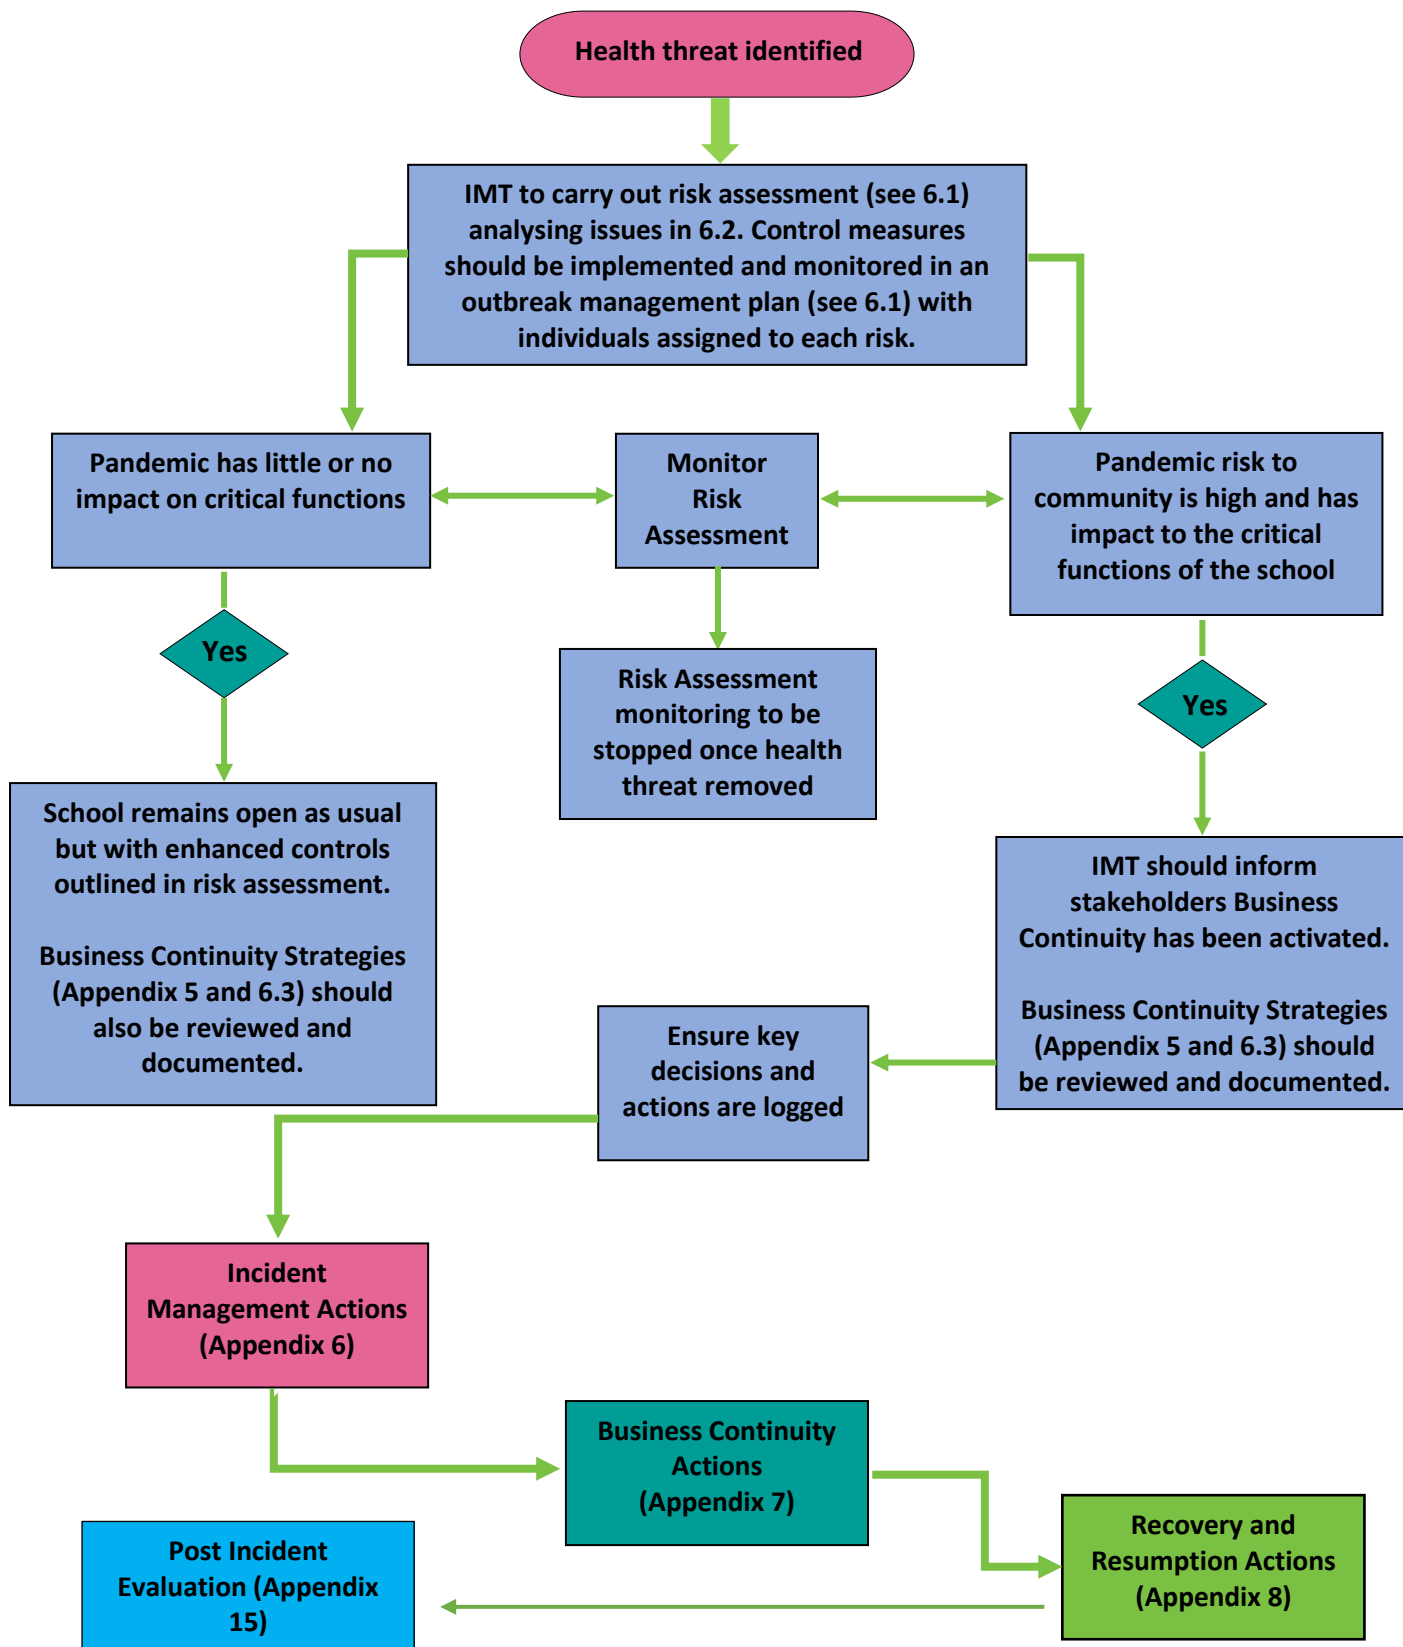 Health threat identified
IMT to carry out risk assessment (see 6.1)
analysing issues in 6.2. Control measures
should be implemented and monitored in an
outbreak management plan (see 6.1) with
individuals assigned to each risk.
Pandemic has little or no
impact on critical functions
Monitor
Risk
Assessment
Pandemic risk to
community is high and has
impact to the critical
functions of the school
Yes
Risk Assessment
monitoring to be
stopped once health
threat removed
Yes
School remains open as usual
but with enhanced controls
outlined in risk assessment.
Business Continuity Strategies
(Appendix 5 and 6.3) should
also be reviewed and
documented.
IMT should inform
stakeholders Business
Continuity has been activated.
Business Continuity Strategies
(Appendix 5 and 6.3) should
be reviewed and documented.
Ensure key
decisions and
actions are logged
Incident
Management Actions
(Appendix 6)
Business Continuity
Actions
(Appendix 7)
Recovery and
Resumption Actions
(Appendix 8)
Post Incident
Evaluation (Appendix
15)